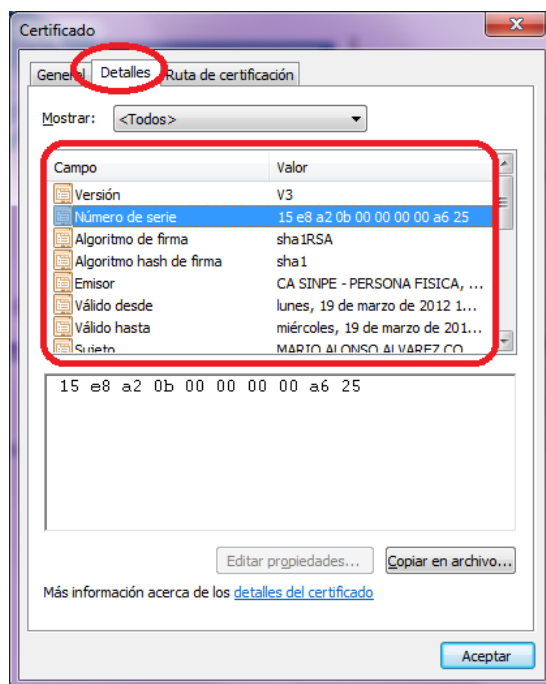 Certificado
General Detalles Ruta de certificación
Mostrar: <Todos>
Campo Valor
Versión V3
Número de serie 15 e8 a2 0b 00 00 00 00 a6 25
Algoritmo de firma sha1RSA
Algoritmo hash de firma sha1
Emisor CA SINPE - PERSONA FISICA, ...
Válido desde lunes, 19 de marzo de 2012 1...
Válido hasta miércoles, 19 de marzo de 201...
Sujeto MARIO ALONSO ALVAREZ CO
15 e8 a2 0b 00 00 00 00 a6 25
Editar propiedades... Copiar en archivo...
Más información acerca de los detalles del certificado
Aceptar